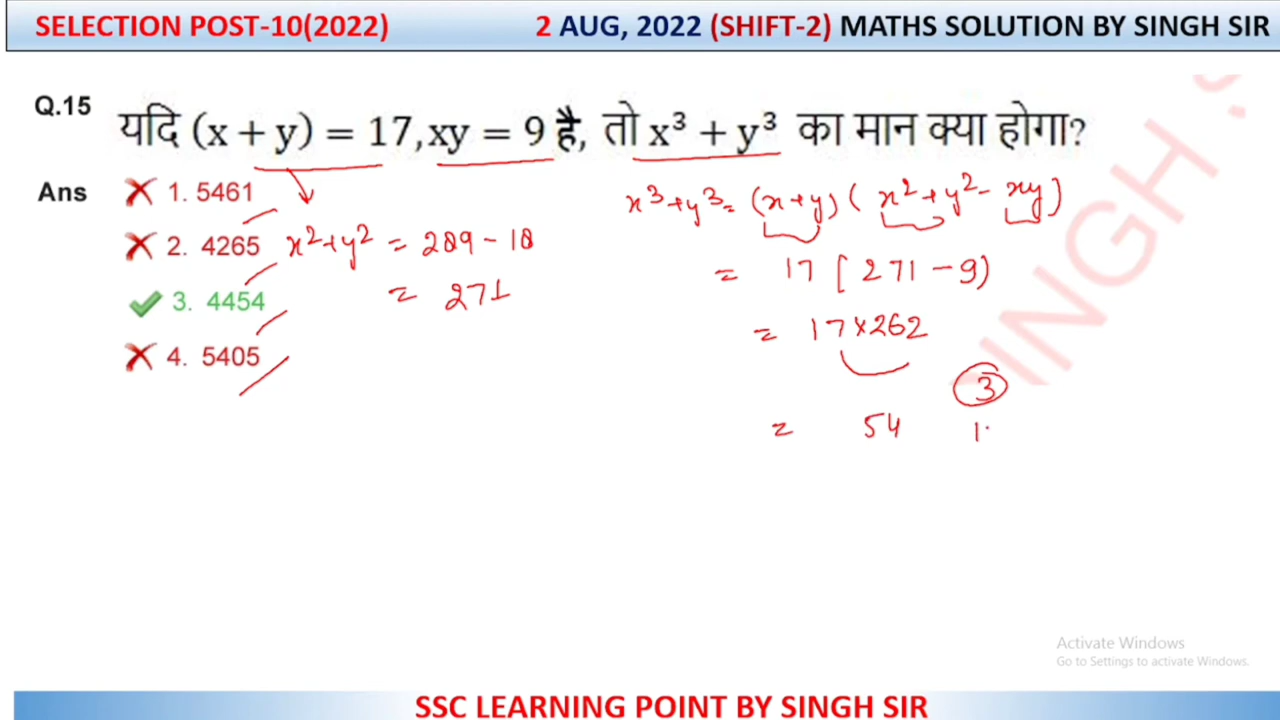 SELECTION POST-10(2022) 2 AUG, 2022 (SHIFT-2) MATHS SOLUTION BY SINGH SIR
Q.15 यदि (x + y) = 17, xy = 9 है, तो x³ + y³ का मान क्या होगा?
Ans 1. 5461
2. 4265
3. 4454
4. 5405
x²+y² = 289 - 18
= 271
x³+y³ = (x+y) (x²+y² - xy)
= 17 [271 - 9)
= 17×262
3
= 54 1.
SINGH S
Activate Windows
Go to Settings to activate Windows.
SSC LEARNING POINT BY SINGH SIR